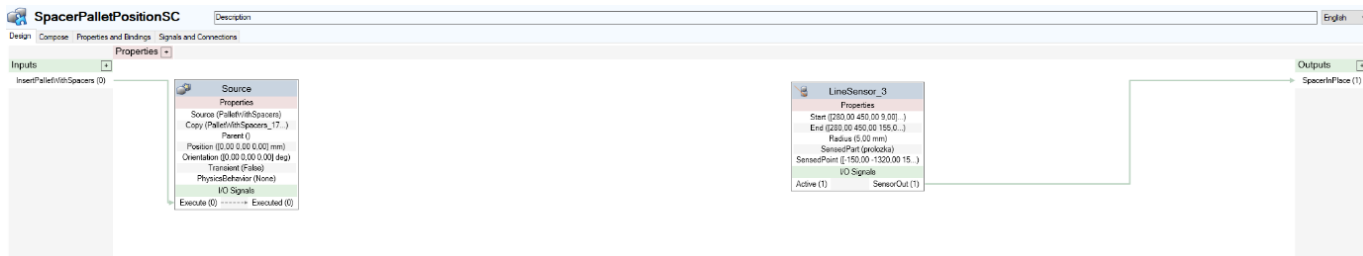 SpacerPalletPositionSC
Description
English
Design Compose Properties and Bindings Signals and Connections
Properties +
Inputs +
InsertPalletWithSpacers (0)
Source
Properties
Source (PalletWithSpacers)
Copy (PalletWithSpacers_17...)
Parent ()
Position ([0.00 0.00 0.00] mm)
Orientation ([0.00 0.00 0.00] deg)
Transient (False)
PhysicsBehavior (None)
I/O Signals
Execute (0) Executed (0)
LineSensor_3
Properties
Start ([280,00 450,00 9,00]...)
End ([280,00 450,00 155,0...)
Radius (5,00 mm)
SensedPart (prolozka)
SensedPoint ([-150,00 -1320,00 15...)
I/O Signals
Active (1) SensorOut (1)
Outputs +
SpacerInPlace (1)